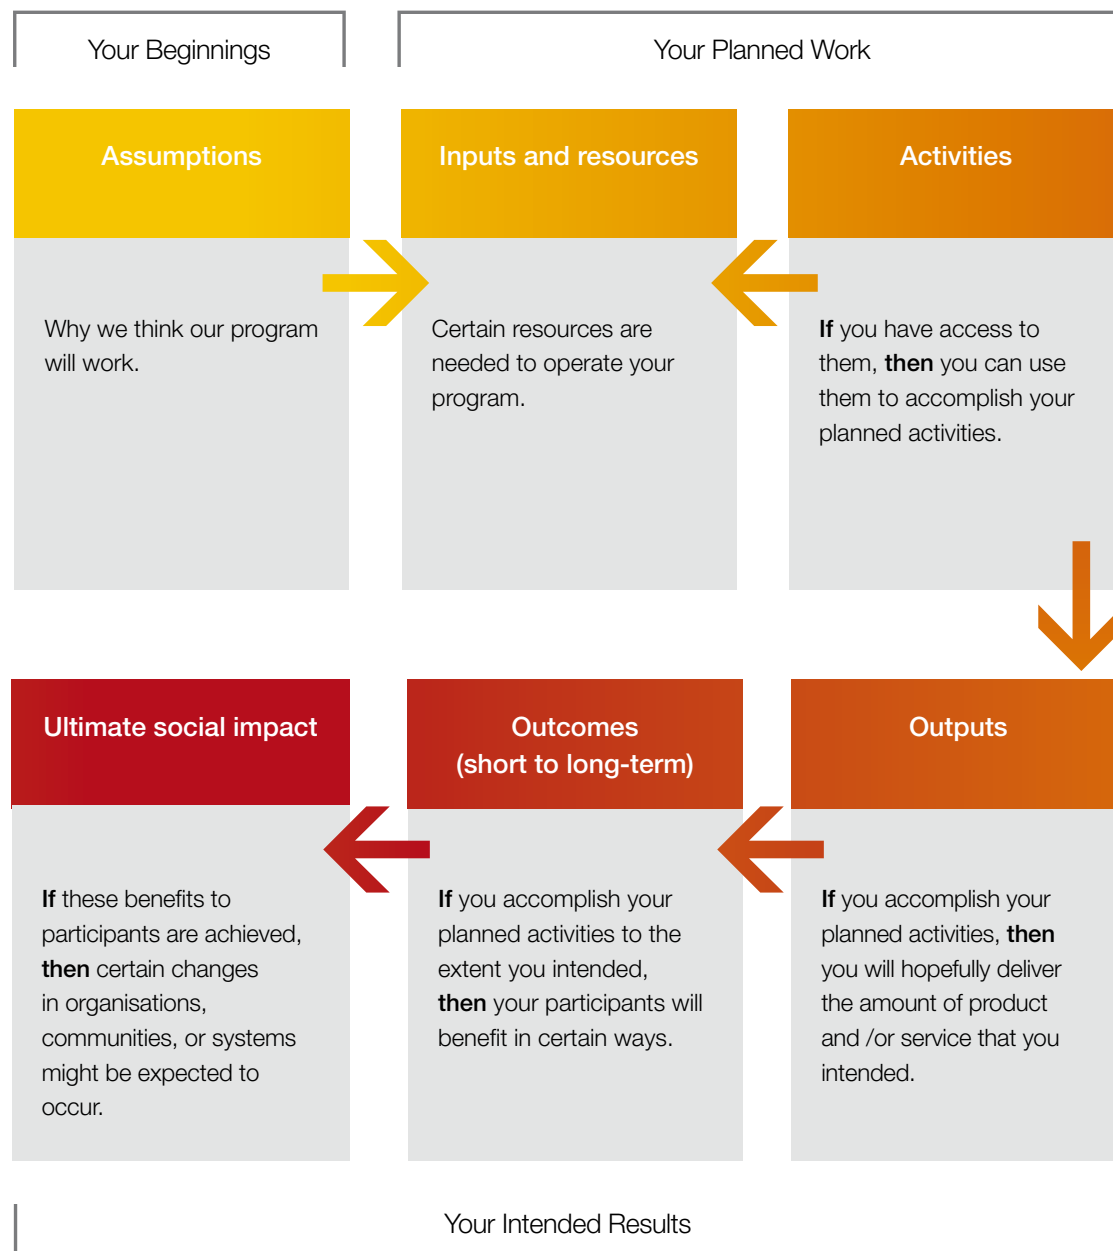 Your Beginnings
Your Planned Work
Assumptions
Why we think our program
will work.
Inputs and resources
Certain resources are
needed to operate your
program.
Activities
If you have access to
them, then you can use
them to accomplish your
planned activities.
Outputs
If you accomplish your
planned activities, then
you will hopefully deliver
the amount of product
and /or service that you
intended.
Outcomes
(short to long-term)
If you accomplish your
planned activities to the
extent you intended,
then your participants will
benefit in certain ways.
Ultimate social impact
If these benefits to
participants are achieved,
then certain changes
in organisations,
communities, or systems
might be expected to
occur.
Your Intended Results